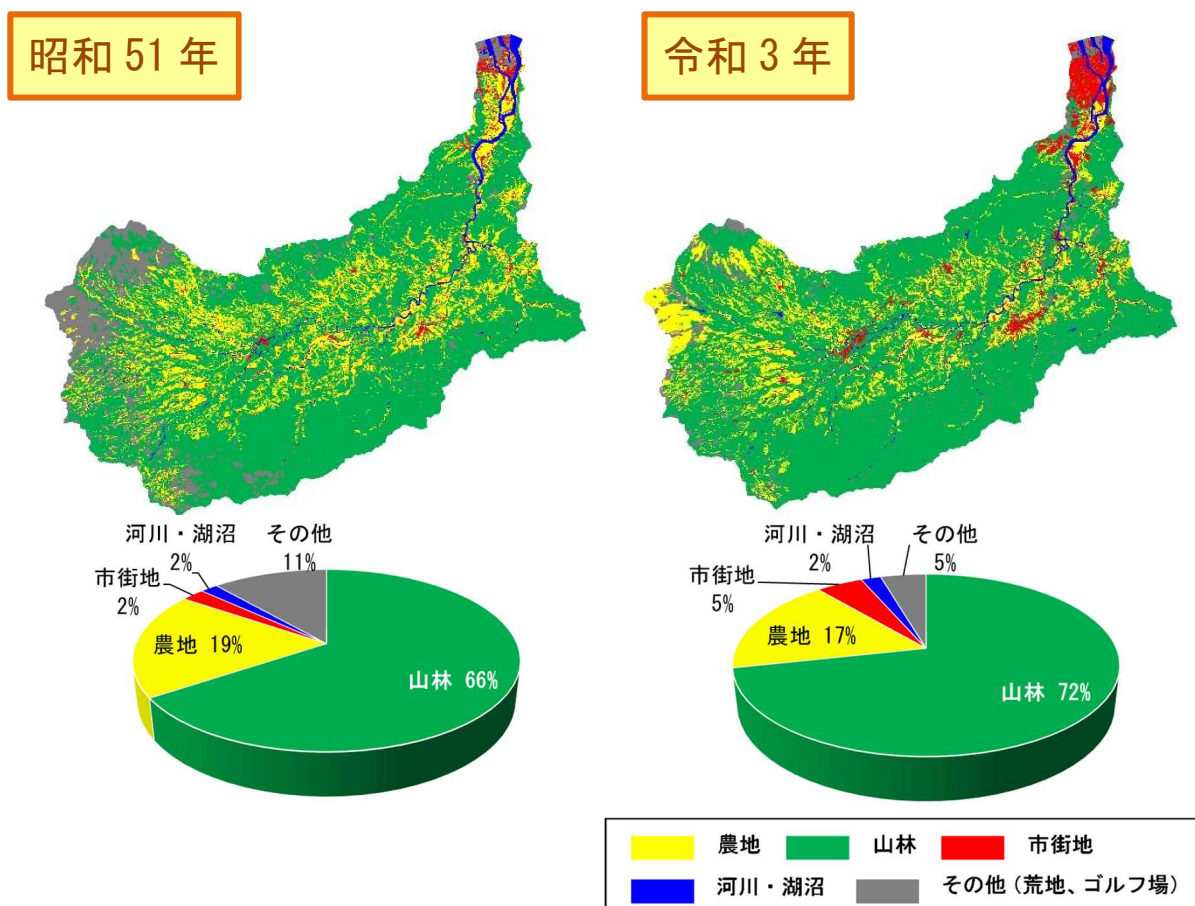 昭和 51 年
令和 3 年
河川・湖沼
2%
その他
11%
市街地
2%
農地 19%
山林 66%
河川・湖沼
2%
その他
5%
市街地
5%
農地 17%
山林 72%
農地
山林
市街地
河川・湖沼
その他（荒地、ゴルフ場）